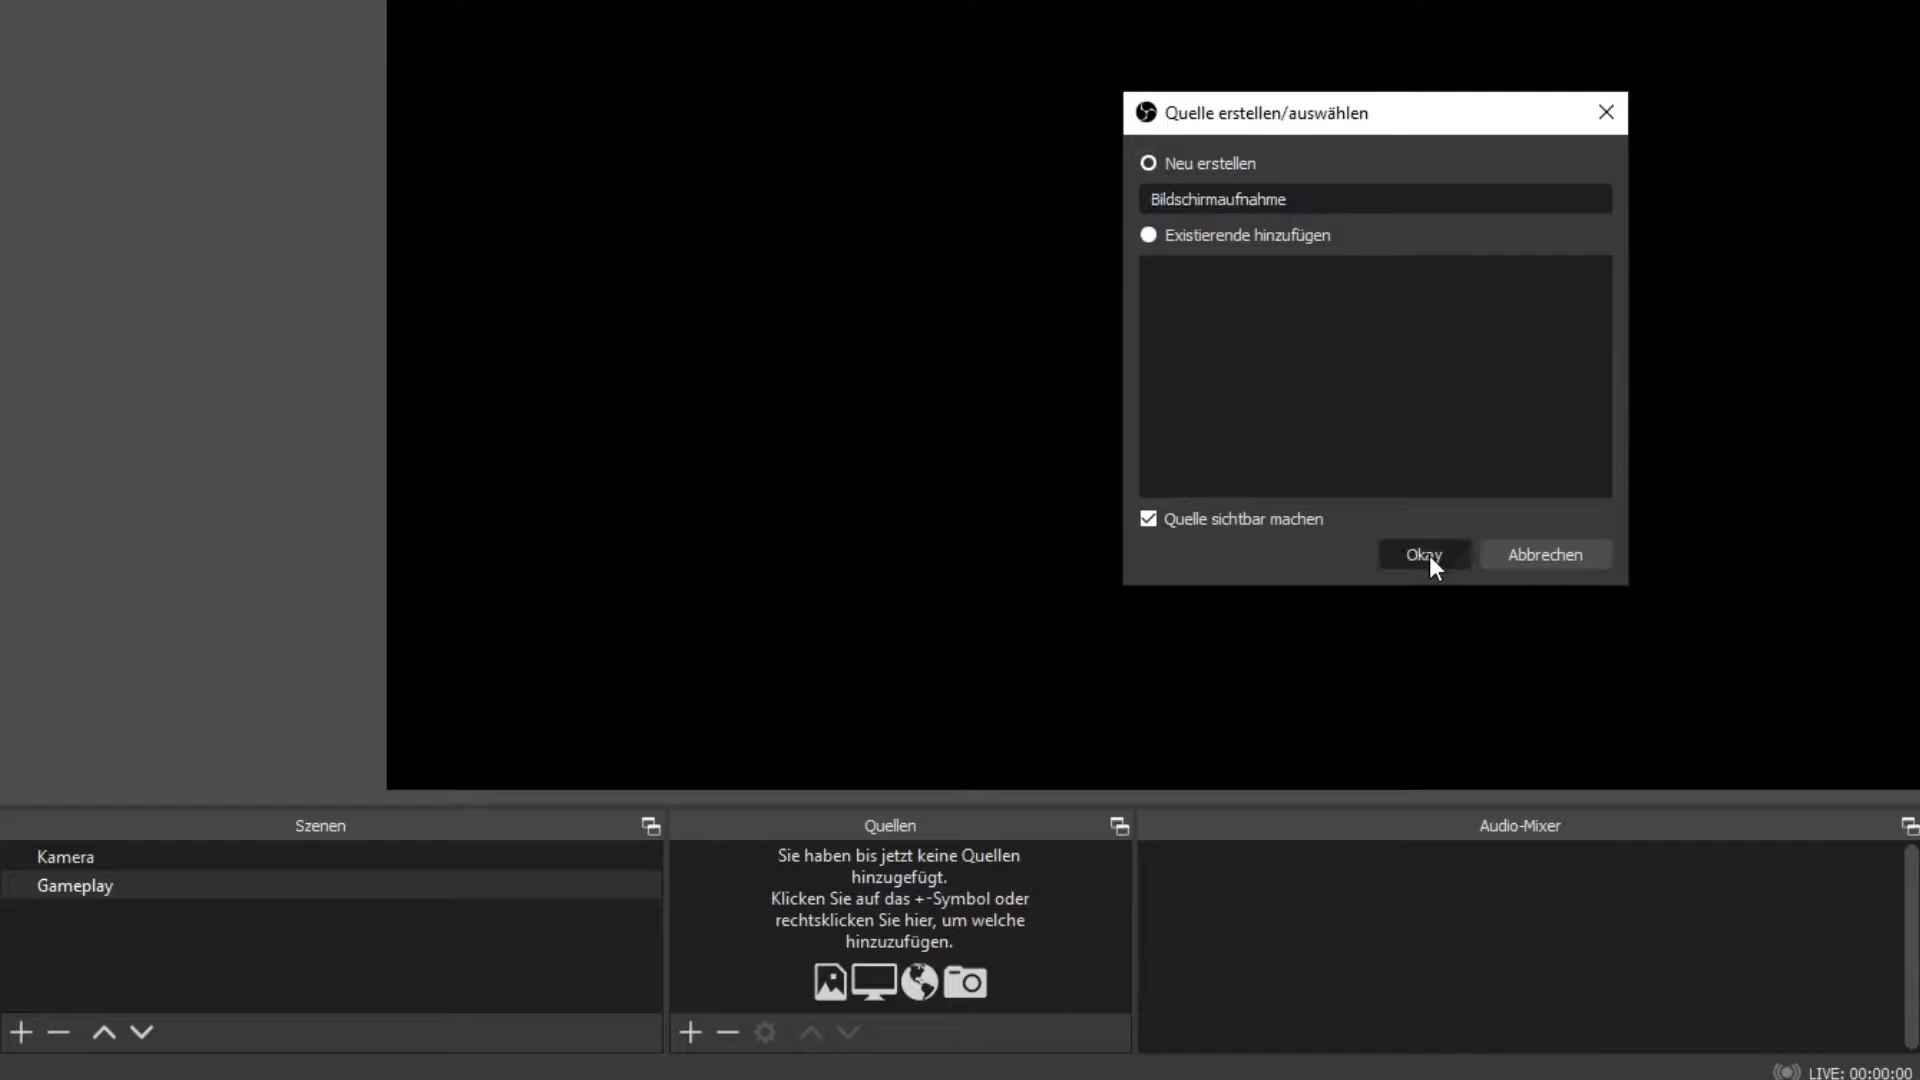 Quelle erstellen/auswählen
Neu erstellen
Bildschirmaufnahme
Existierende hinzufügen
Quelle sichtbar machen
Okay
Abbrechen
Szenen
Quellen
Audio-Mixer
Kamera
Gameplay
Sie haben bis jetzt keine Quellen
hinzugefügt.
Klicken Sie auf das +-Symbol oder
rechtsklicken Sie hier, um welche
hinzuzufügen.
LIVE: 00:00:00